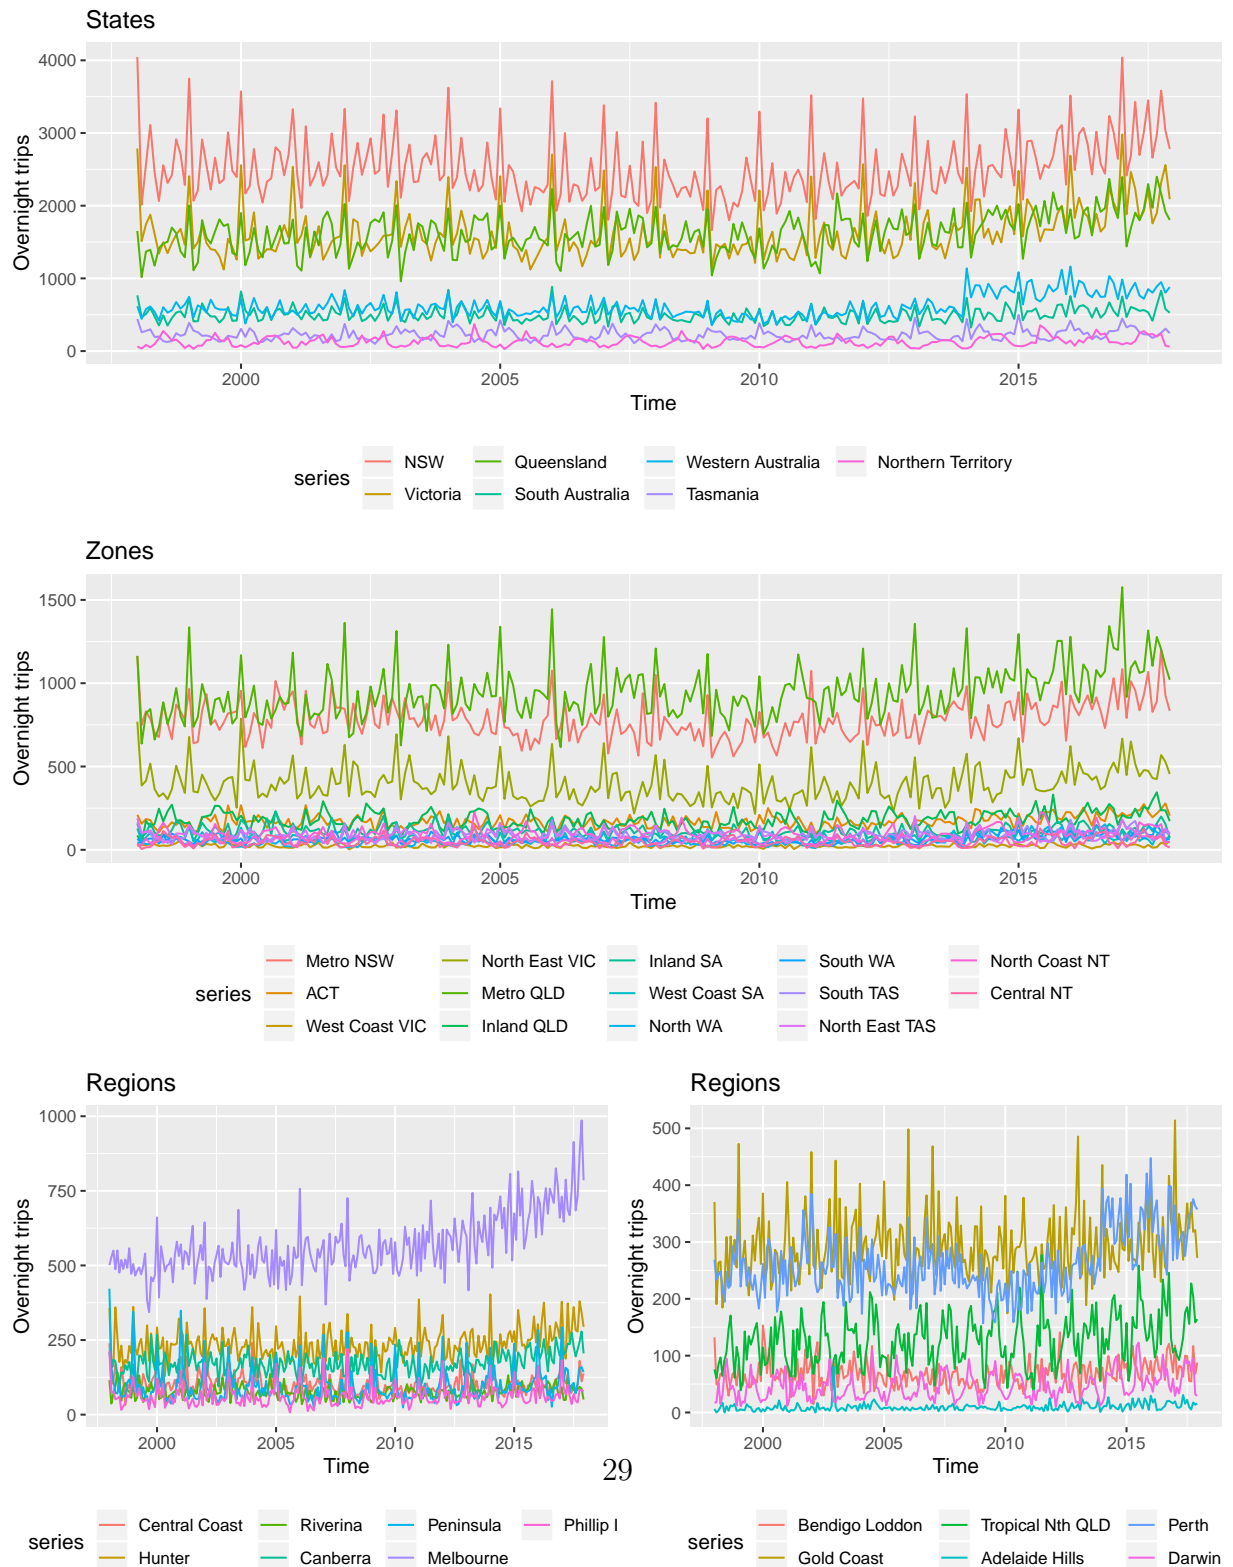 States
4000
3000
2000
1000
0
Overnight trips
2000 2005 2010 2015
Time
series NSW Queensland Western Australia Northern Territory
Victoria South Australia Tasmania
Zones
1500
1000
500
0
Overnight trips
2000 2005 2010 2015
Time
series
Metro NSW North East VIC Inland SA South WA North Coast NT
ACT Metro QLD West Coast SA South TAS Central NT
West Coast VIC Inland QLD North WA North East TAS
Regions
1000
750
500
250
0
Overnight trips
2000 2005 2010 2015
Time
series Central Coast Riverina Peninsula Phillip I
Hunter Canberra Melbourne
Regions
500
400
300
200
100
0
Overnight trips
2000 2005 2010 2015
Time
series Bendigo Loddon Tropical Nth QLD Perth
Gold Coast Adelaide Hills Darwin
29